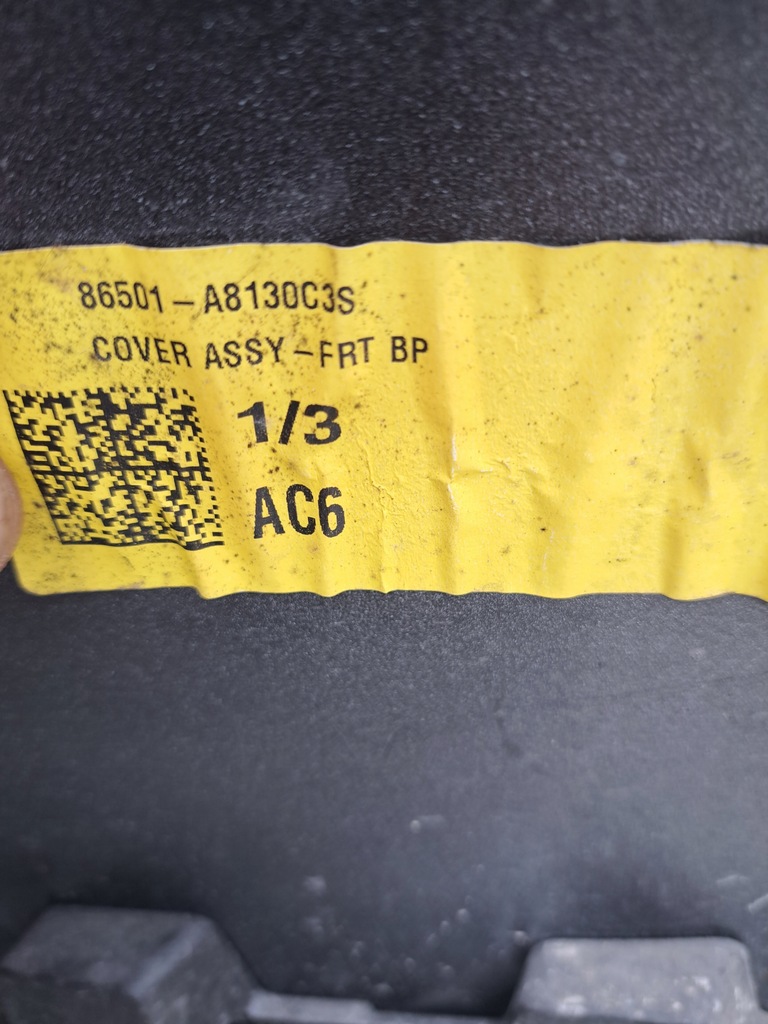 86501-A8130C3S
COVER ASSY-FRT BP
1/3
AC6